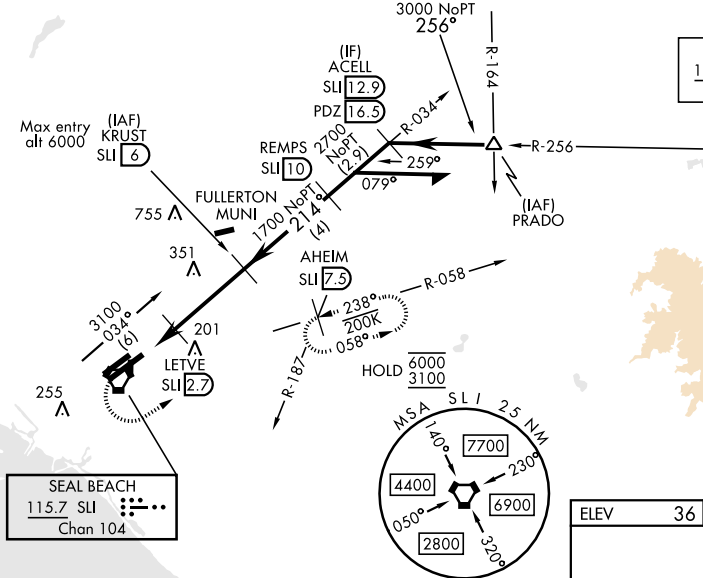 3000 NoPT
256°
R-164
(IF)
ACELL
SLI 12.9
PDZ 16.5
1
Max entry
alt 6000
(IAF)
KRUST
SLI 6
REMPS
SLI 10
2700
NoPT
(2.9)
R-034
R-256
259°
079°
(IAF)
PRADO
FULLERTON
MUNI
755
1700 NoPT
214°
(4)
351
AHEIM
SLI 7.5
R-058
238°
200K
058°
3100
034°
(6)
201
LETVE
SLI 2.7
R-187
HOLD 6000
3100
255
MSA SLI 25 NM
140°
7700
230°
4400
6900
050°
2800
320°
SEAL BEACH
115.7 SLI
Chan 104
ELEV 36